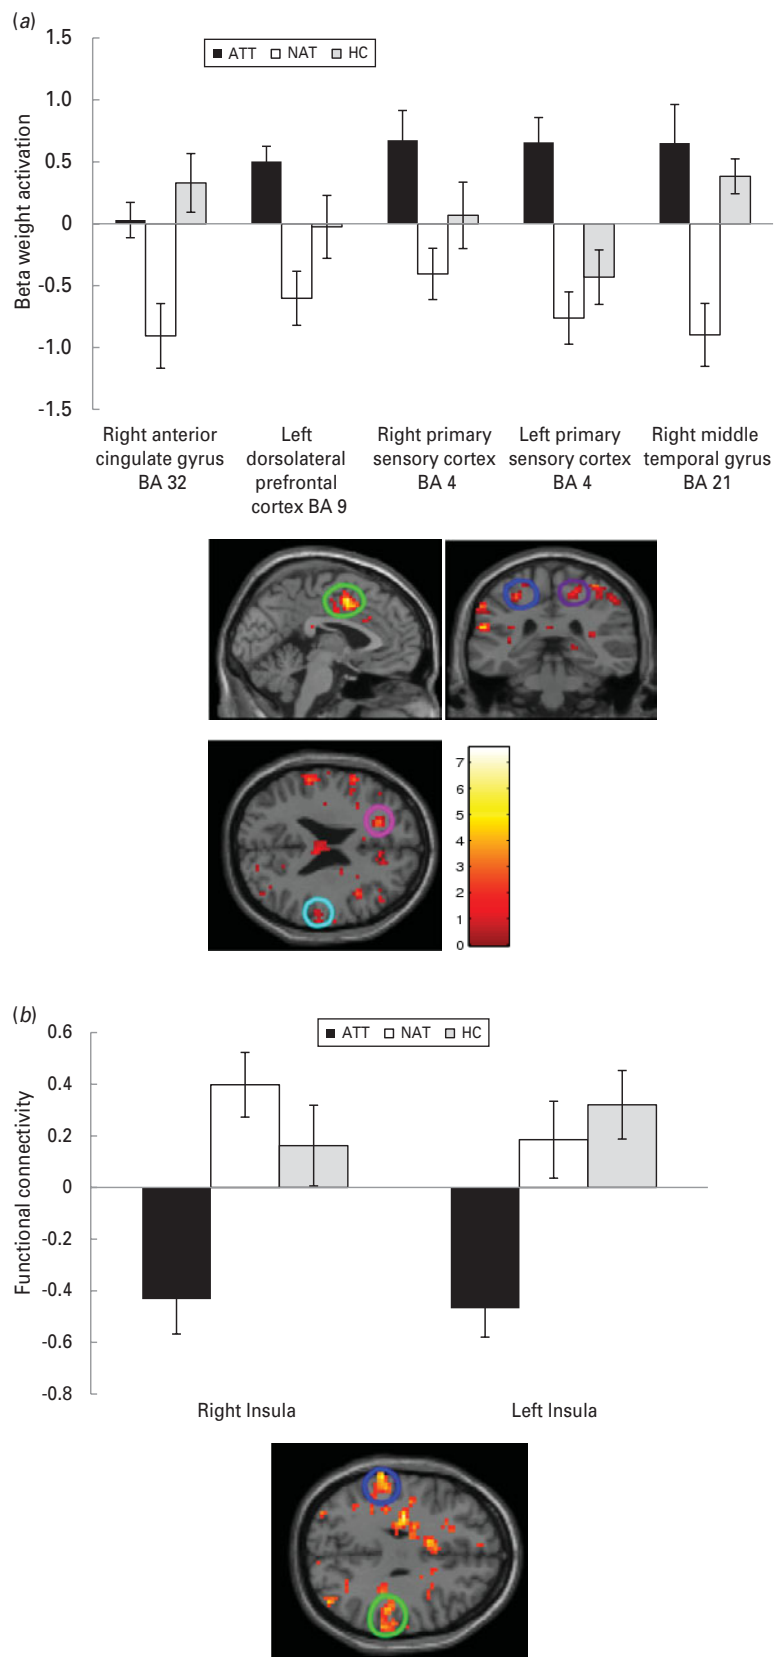 (a)
1.5
1.0
0.5
0
-0.5
-1.0
-1.5
Beta weight activation
ATT NAT HC
Right anterior
cingulate gyrus
BA 32
Left
dorsolateral
prefrontal
cortex BA 9
Right primary
sensory cortex
BA 4
Left primary
sensory cortex
BA 4
Right middle
temporal gyrus
BA 21
7
6
5
4
3
2
1
0
(b)
0.6
0.4
0.2
0
-0.2
-0.4
-0.6
-0.8
Functional connectivity
ATT NAT HC
Right Insula
Left Insula